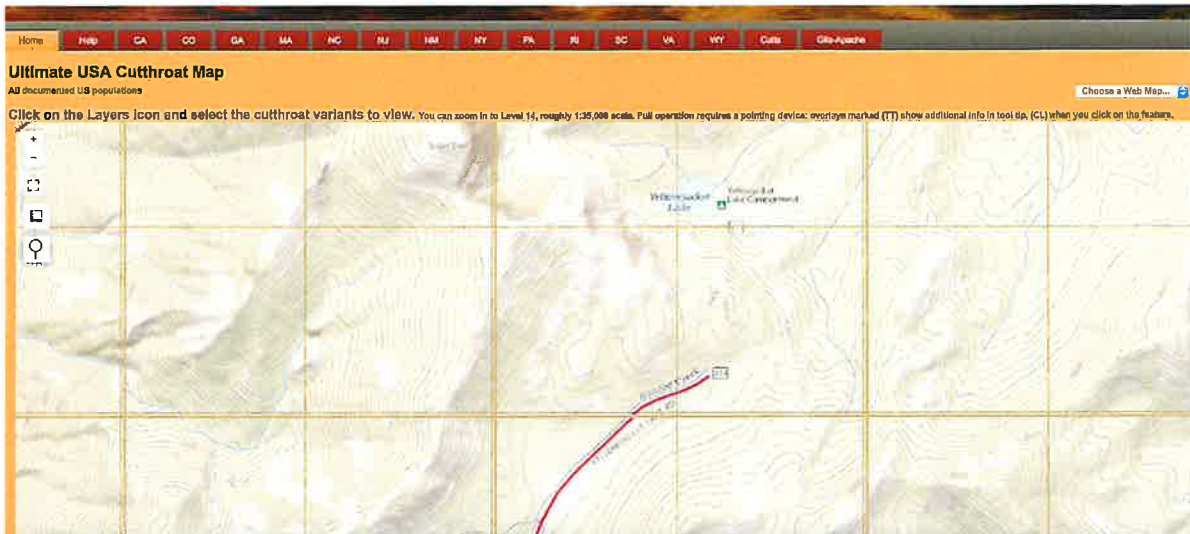 Home Help CA CO GA MA NC NJ NM NY PA RI SC VA WY Cutts Gila-Apache
Ultimate USA Cutthroat Map
All documented US populations
Choose a Web Map...
Click on the Layers icon and select the cutthroat variants to view. You can zoom in to Level 14, roughly 1:35,000 scale. Full operation requires a pointing device: overlays marked (TT) show additional info in tool tip, (CL) when you click on the feature.
+
-
Yellowjacket
Lake
Yellowjacket
Lake Campground